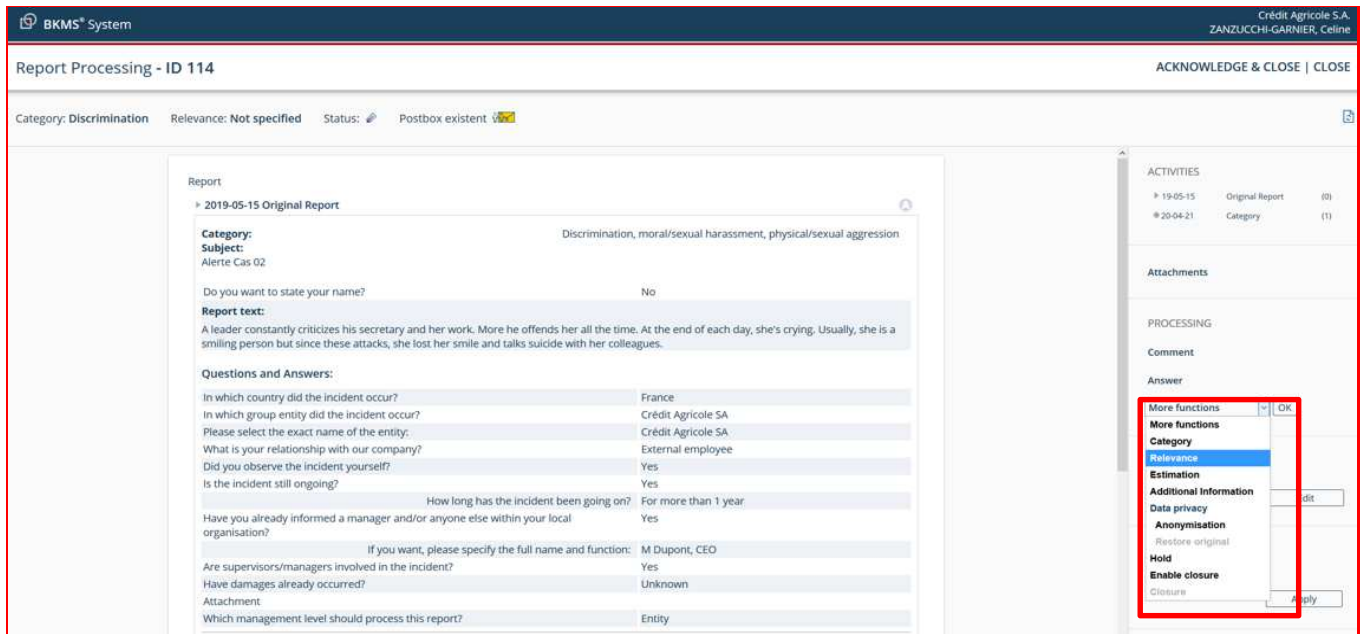 BKMS® System
Crédit Agricole S.A.
ZANZUCCHI-GARNIER, Celine
Report Processing - ID 114
ACKNOWLEDGE & CLOSE | CLOSE
Category: Discrimination Relevance: Not specified Status: Postbox existent
Report
2019-05-15 Original Report
Category: Discrimination, moral/sexual harassment, physical/sexual aggression
Subject:
Alerte Cas 02
Do you want to state your name? No
Report text:
A leader constantly criticizes his secretary and her work. More he offends her all the time. At the end of each day, she's crying. Usually, she is a
smiling person but since these attacks, she lost her smile and talks suicide with her colleagues.
Questions and Answers:
In which country did the incident occur? France
In which group entity did the incident occur? Crédit Agricole SA
Please select the exact name of the entity: Crédit Agricole SA
What is your relationship with our company? External employee
Did you observe the incident yourself? Yes
Is the incident still ongoing? Yes
How long has the incident been going on? For more than 1 year
Have you already informed a manager and/or anyone else within your local Yes
organisation?
If you want, please specify the full name and function: M Dupont, CEO
Are supervisors/managers involved in the incident? Yes
Have damages already occurred? Unknown
Attachment
Which management level should process this report? Entity
ACTIVITIES
19-05-15 Original Report (0)
20-04-21 Category (1)
Attachments
PROCESSING
Comment
Answer
More functions OK
More functions
Category
Relevance
Estimation
Additional Information
Data privacy
Anonymisation
Restore original
Hold
Enable closure
Closure
dit
Apply